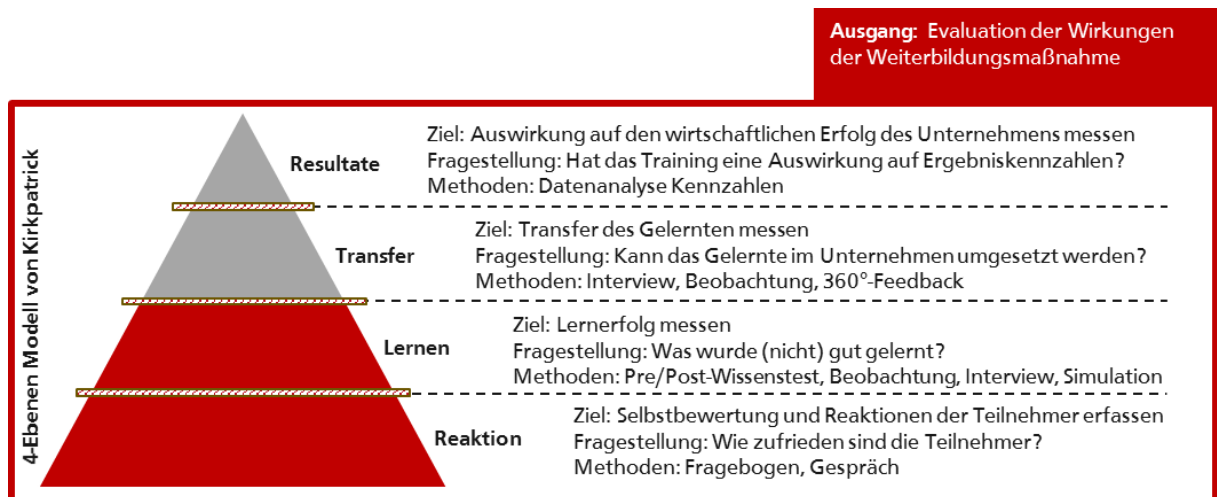 Ausgang: Evaluation der Wirkungen
der Weiterbildungsmaßnahme
4-Ebenen Modell von Kirkpatrick
Resultate
Ziel: Auswirkung auf den wirtschaftlichen Erfolg des Unternehmens messen
Fragestellung: Hat das Training eine Auswirkung auf Ergebniskennzahlen?
Methoden: Datenanalyse Kennzahlen
Transfer
Ziel: Transfer des Gelernten messen
Fragestellung: Kann das Gelernte im Unternehmen umgesetzt werden?
Methoden: Interview, Beobachtung, 360°-Feedback
Lernen
Ziel: Lernerfolg messen
Fragestellung: Was wurde (nicht) gut gelernt?
Methoden: Pre/Post-Wissenstest, Beobachtung, Interview, Simulation
Reaktion
Ziel: Selbstbewertung und Reaktionen der Teilnehmer erfassen
Fragestellung: Wie zufrieden sind die Teilnehmer?
Methoden: Fragebogen, Gespräch